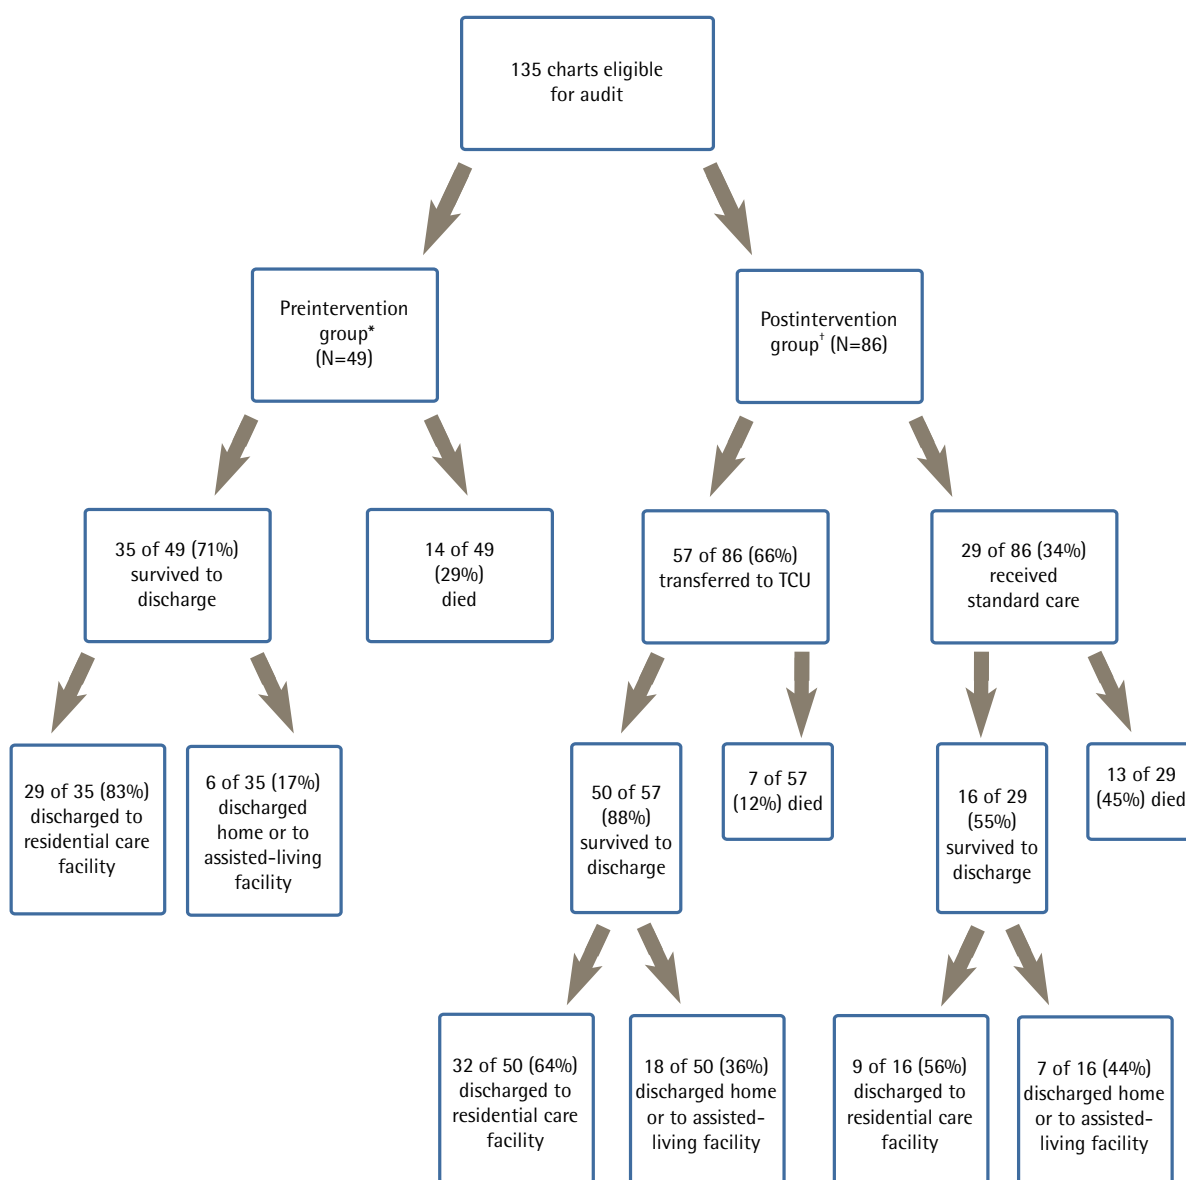 135 charts eligible
for audit
Preintervention
group*
(N=49)
Postintervention
group† (N=86)
35 of 49 (71%)
survived to
discharge
14 of 49
(29%)
died
57 of 86 (66%)
transferred to TCU
29 of 86 (34%)
received
standard care
29 of 35 (83%)
discharged to
residential care
facility
6 of 35 (17%)
discharged
home or to
assisted-living
facility
50 of 57
(88%)
survived to
discharge
7 of 57
(12%) died
16 of 29
(55%)
survived to
discharge
13 of 29
(45%) died
32 of 50 (64%)
discharged to
residential care
facility
18 of 50 (36%)
discharged home
or to assisted-
living facility
9 of 16 (56%)
discharged to
residential care
facility
7 of 16 (44%)
discharged home
or to assisted-
living facility